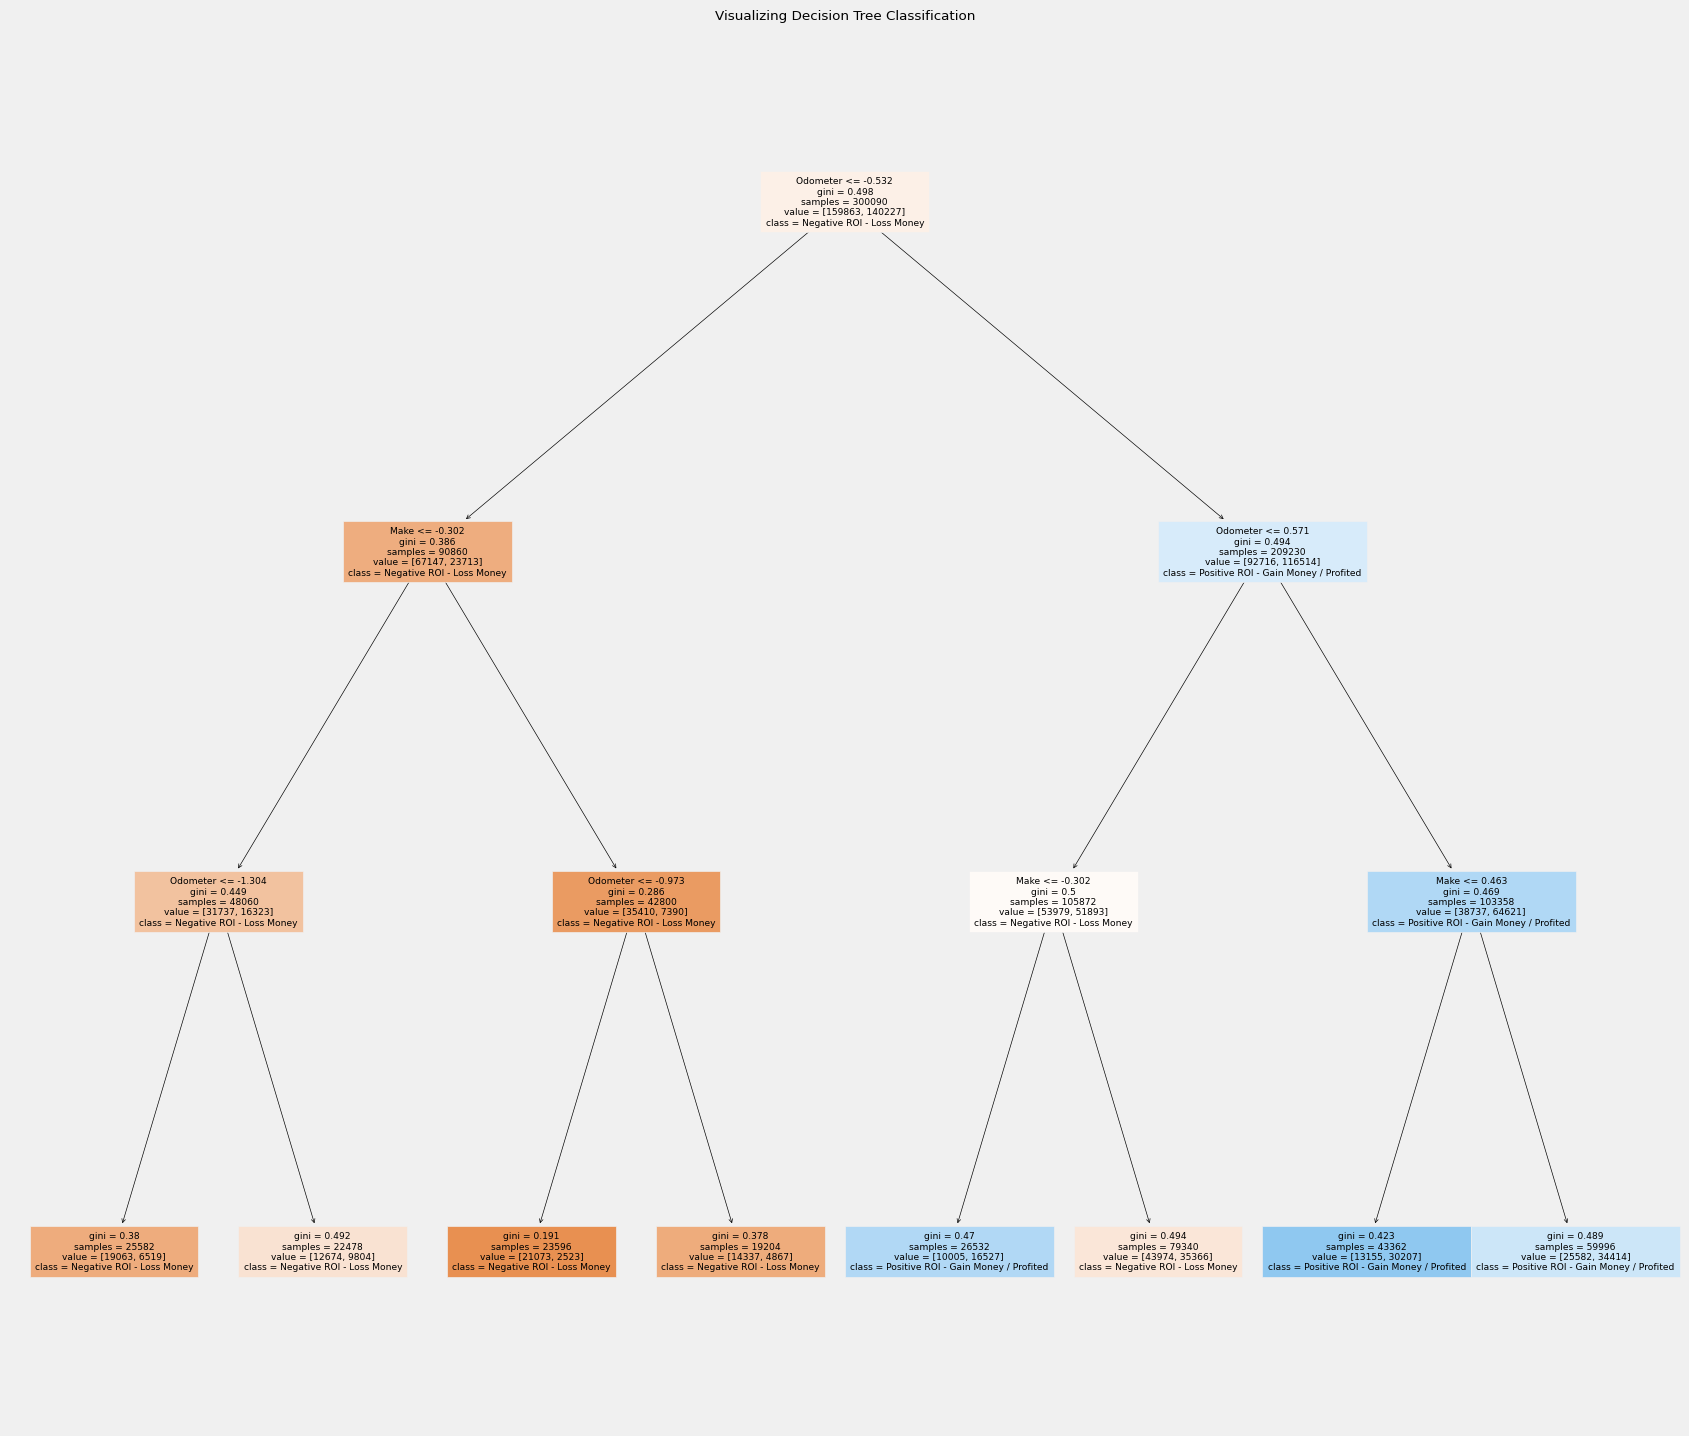 Visualizing Decision Tree Classification
Odometer <= -0.532
gini = 0.498
samples = 300090
value = [159863, 140227]
class = Negative ROI - Loss Money
Make <= -0.302
gini = 0.386
samples = 90860
value = [67147, 23713]
class = Negative ROI - Loss Money
Odometer <= 0.571
gini = 0.494
samples = 209230
value = [92716, 116514]
class = Positive ROI - Gain Money / Profited
Odometer <= -1.304
gini = 0.449
samples = 48060
value = [31737, 16323]
class = Negative ROI - Loss Money
Odometer <= -0.973
gini = 0.286
samples = 42800
value = [35410, 7390]
class = Negative ROI - Loss Money
Make <= -0.302
gini = 0.5
samples = 105872
value = [53979, 51893]
class = Negative ROI - Loss Money
Make <= 0.463
gini = 0.469
samples = 103358
value = [38737, 64621]
class = Positive ROI - Gain Money / Profited
gini = 0.38
samples = 25582
value = [19063, 6519]
class = Negative ROI - Loss Money
gini = 0.492
samples = 22478
value = [12674, 9804]
class = Negative ROI - Loss Money
gini = 0.191
samples = 23596
value = [21073, 2523]
class = Negative ROI - Loss Money
gini = 0.378
samples = 19204
value = [14337, 4867]
class = Negative ROI - Loss Money
gini = 0.47
samples = 26532
value = [10005, 16527]
class = Positive ROI - Gain Money / Profited
gini = 0.494
samples = 79340
value = [43974, 35366]
class = Negative ROI - Loss Money
gini = 0.423
samples = 43362
value = [13155, 30207]
class = Positive ROI - Gain Money / Profited
gini = 0.489
samples = 59996
value = [25582, 34414]
class = Positive ROI - Gain Money / Profited